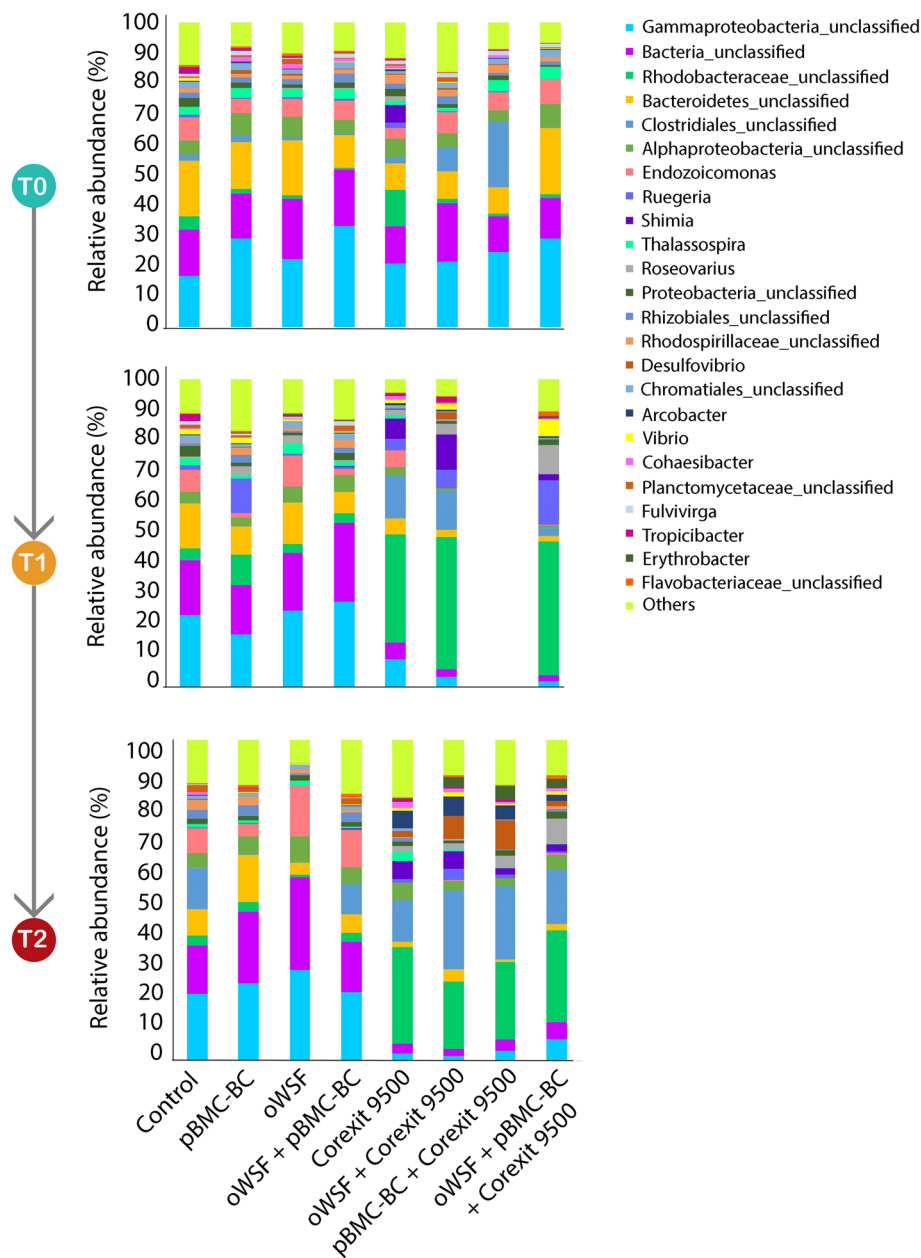 T0
T1
T2
Relative abundance (%)
100
90
80
70
60
50
40
30
20
10
0
Relative abundance (%)
100
90
80
70
60
50
40
30
20
10
0
Relative abundance (%)
100
90
80
70
60
50
40
30
20
10
0
Control
pBMC-BC
oWSF
oWSF + pBMC-BC
Corexit 9500
oWSF + Corexit 9500
pBMC-BC + Corexit 9500
oWSF + pBMC-BC
+ Corexit 9500
Gammaproteobacteria_unclassified
Bacteria_unclassified
Rhodobacteraceae_unclassified
Bacteroidetes_unclassified
Clostridiales_unclassified
Alphaproteobacteria_unclassified
Endozoicomonas
Ruegeria
Shimia
Thalassospira
Roseovarius
Proteobacteria_unclassified
Rhizobiales_unclassified
Rhodospirillaceae_unclassified
Desulfovibrio
Chromatiales_unclassified
Arcobacter
Vibrio
Cohaesibacter
Planctomycetaceae_unclassified
Fulvivirga
Tropicibacter
Erythrobacter
Flavobacteriaceae_unclassified
Others